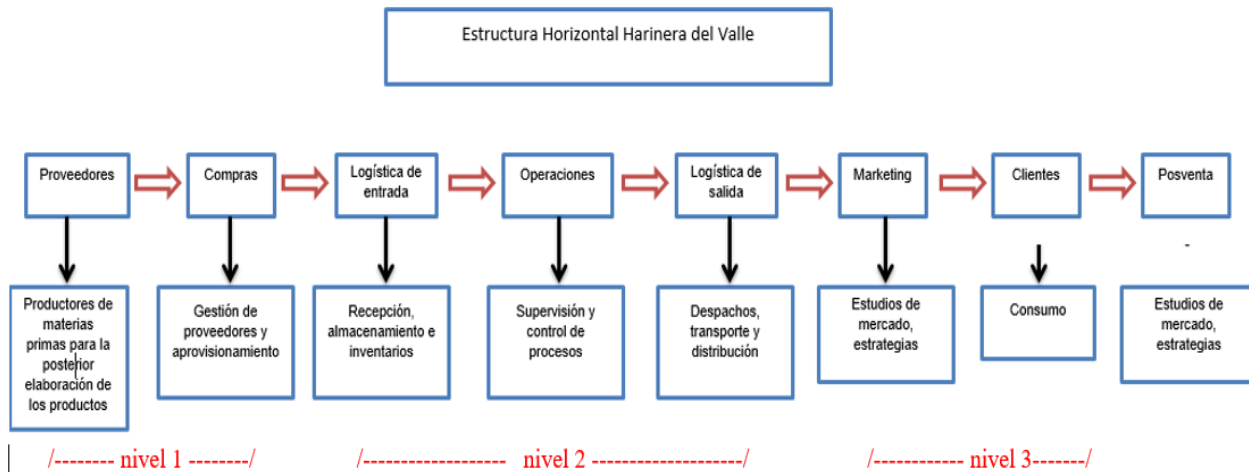 Estructura Horizontal Harinera del Valle
Proveedores
Compras
Logística de
entrada
Operaciones
Logística de
salida
Marketing
Clientes
Posventa
-
Productores de
materias
primas para la
posterior
elaboración de
los productos
Gestión de
proveedores y
aprovisionamiento
Recepción,
almacenamiento e
inventarios
Supervisión y
control de
procesos
Despachos,
transporte y
distribución
Estudios de
mercado,
estrategias
Consumo
Estudios de
mercado,
estrategias
/-------- nivel 1 --------/
/------------------- nivel 2 --------------------/
/------------ nivel 3-------/